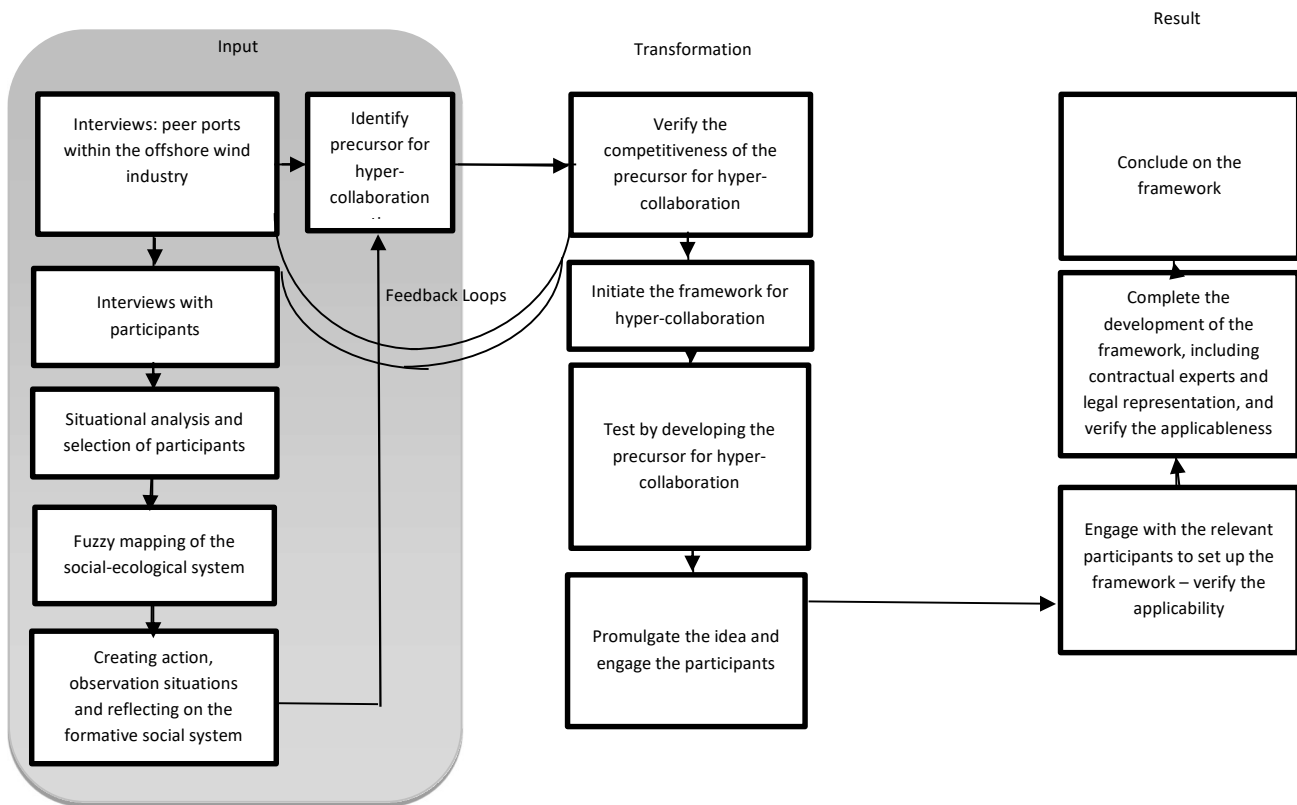 Input
Interviews: peer ports
within the offshore wind
industry
Identify
precursor for
hyper-
collaboration
Interviews with
participants
Situational analysis and
selection of participants
Fuzzy mapping of the
social-ecological system
Creating action,
observation situations
and reflecting on the
formative social system
Feedback Loops
Transformation
Verify the
competitiveness of the
precursor for hyper-
collaboration
Initiate the framework for
hyper-collaboration
Test by developing the
precursor for hyper-
collaboration
Promulgate the idea and
engage the participants
Result
Conclude on the
framework
Complete the
development of the
framework, including
contractual experts and
legal representation, and
verify the applicableness
Engage with the relevant
participants to set up the
framework – verify the
applicability